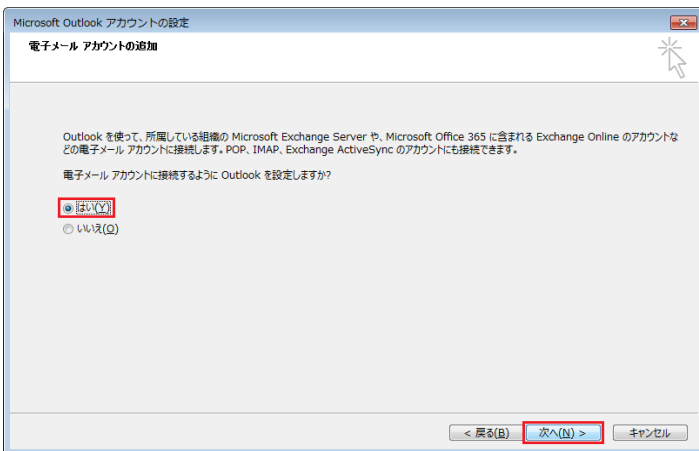 Microsoft Outlook アカウントの設定
電子メール アカウントの追加
Outlook を使って、所属している組織の Microsoft Exchange Server や、Microsoft Office 365 に含まれる Exchange Online のアカウントな
どの電子メール アカウントに接続します。POP、IMAP、Exchange ActiveSync のアカウントにも接続できます。
電子メール アカウントに接続するように Outlook を設定しますか?
はい(Y)
いいえ(O)
< 戻る(B) 次へ(N) > キャンセル